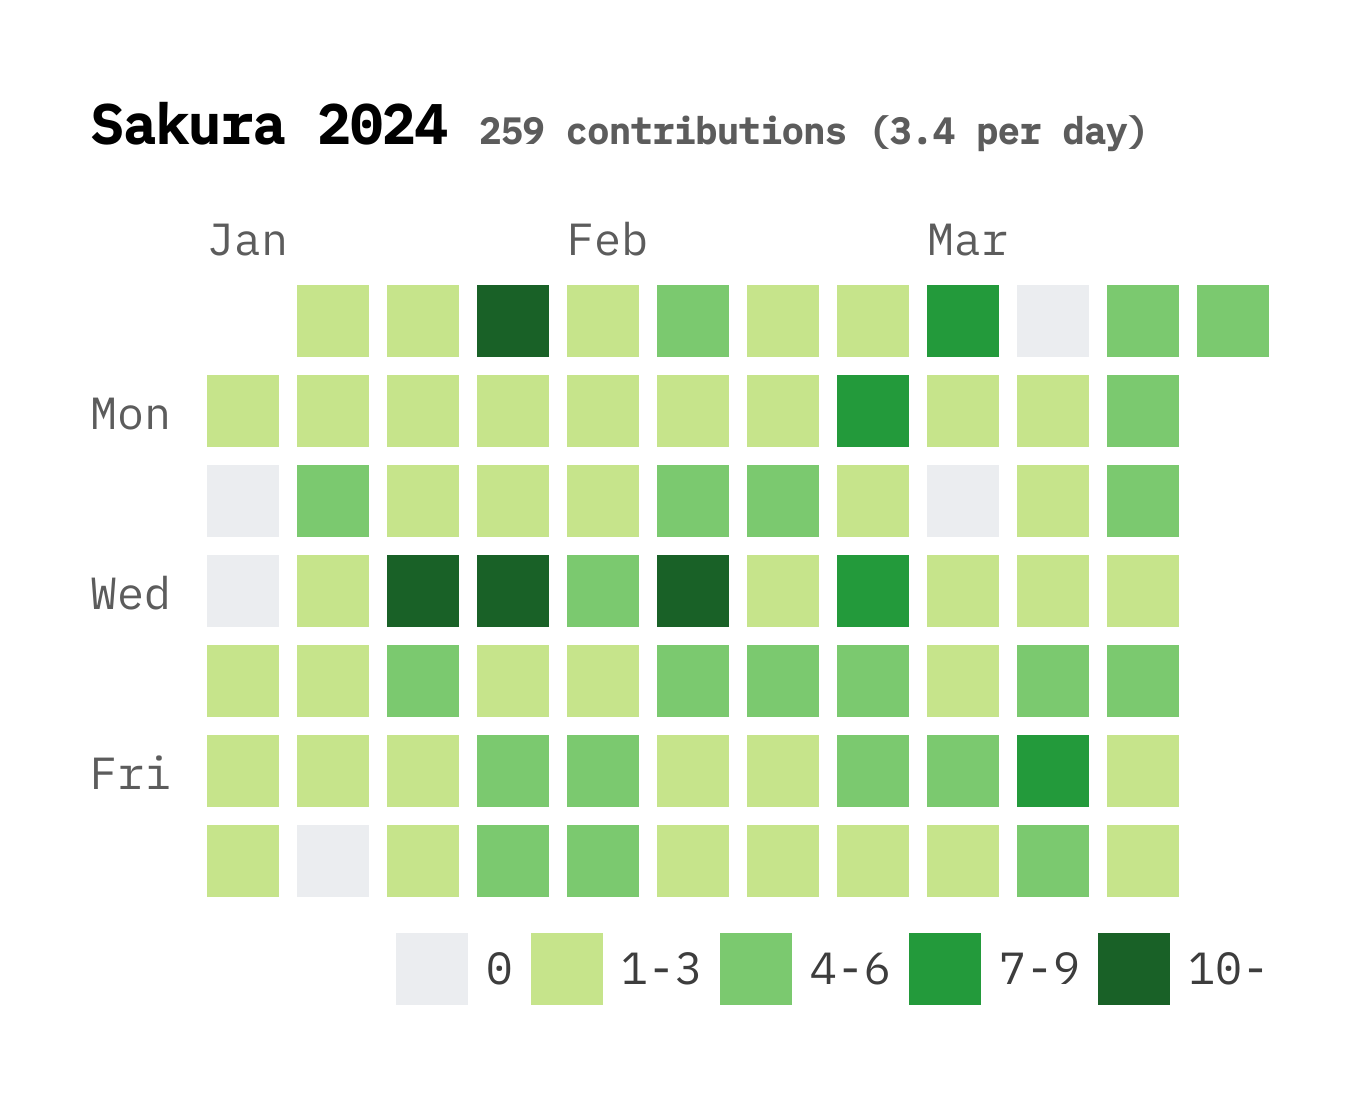 Sakura 2024 259 contributions (3.4 per day)
Jan Feb Mar
Mon
Wed
Fri
0 1-3 4-6 7-9 10-